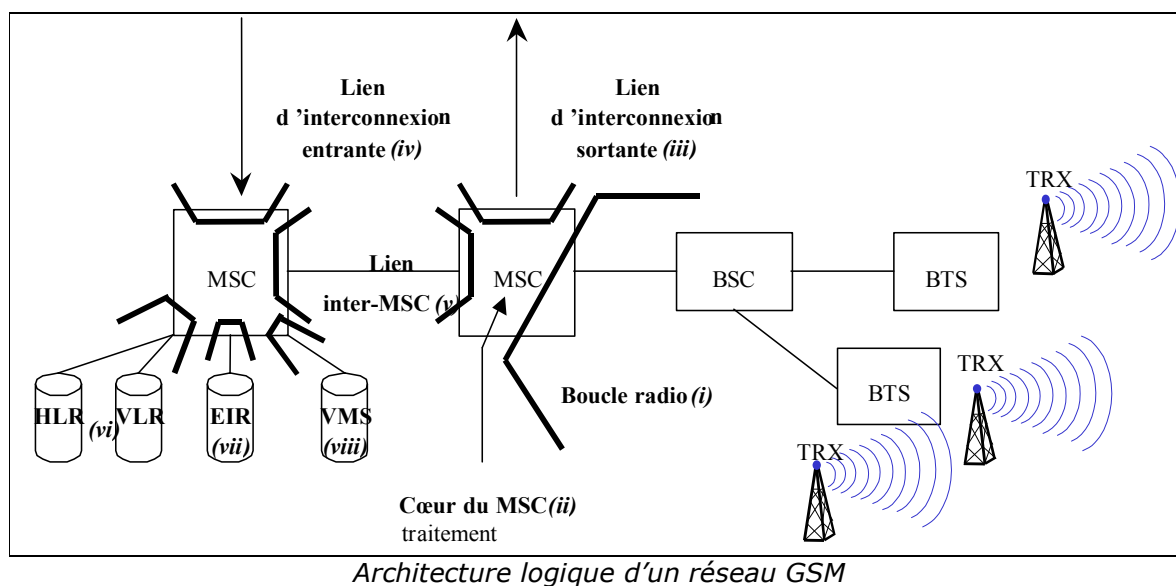 Lien
d 'interconnexion
entrante (iv)
Lien
d 'interconnexion
sortante (iii)
TRX
MSC
Lien
inter-MSC (v)
MSC
BSC
BTS
TRX
BTS
Boucle radio (i)
HLR
(vi)
VLR
EIR
(vii)
VMS
(viii)
TRX
Cœur du MSC (ii)
traitement
Architecture logique d'un réseau GSM